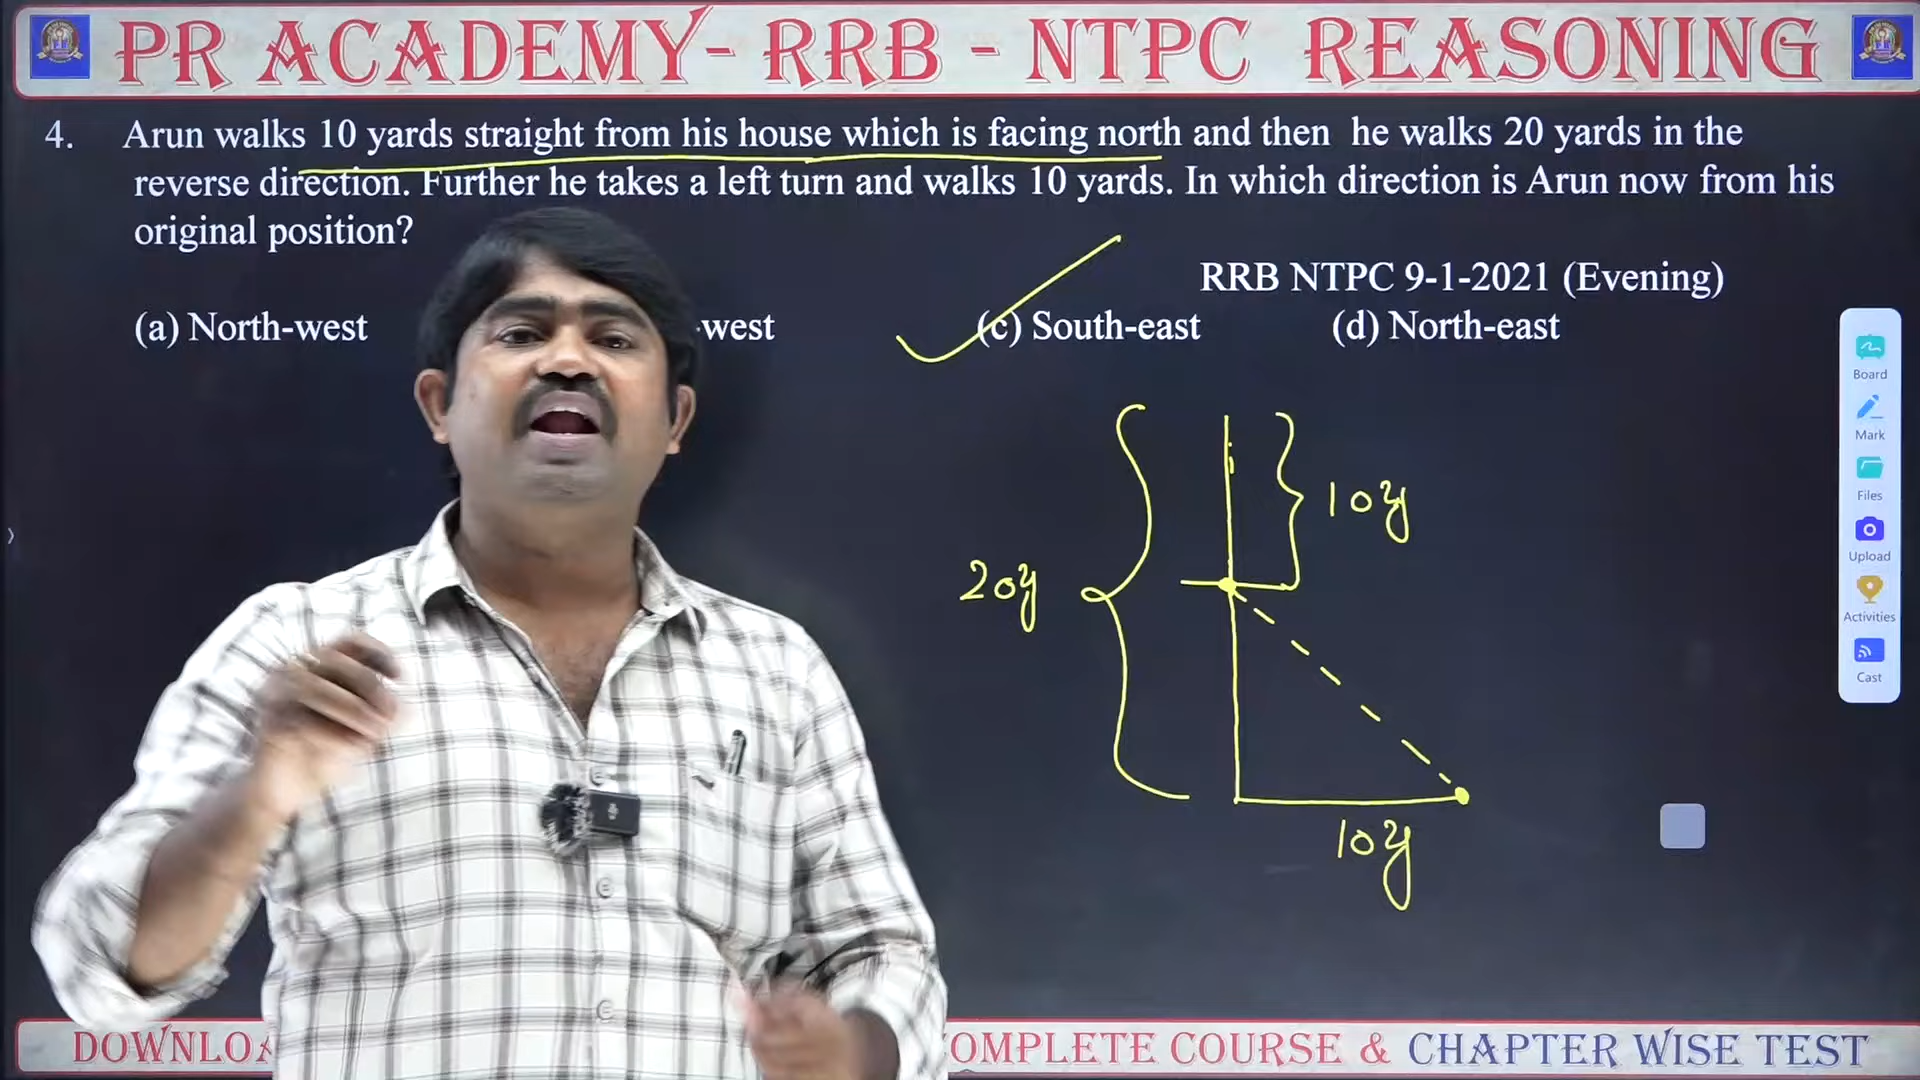 PR ACADEMY- RRB - NTPC REASONING
4. Arun walks 10 yards straight from his house which is facing north and then he walks 20 yards in the
reverse direction. Further he takes a left turn and walks 10 yards. In which direction is Arun now from his
original position?
RRB NTPC 9-1-2021 (Evening)
(a) North-west -west (c) South-east (d) North-east
Board
Mark
Files
Upload
Activities
Cast
10y
20y
10y
COMPLETE COURSE & CHAPTER WISE TEST